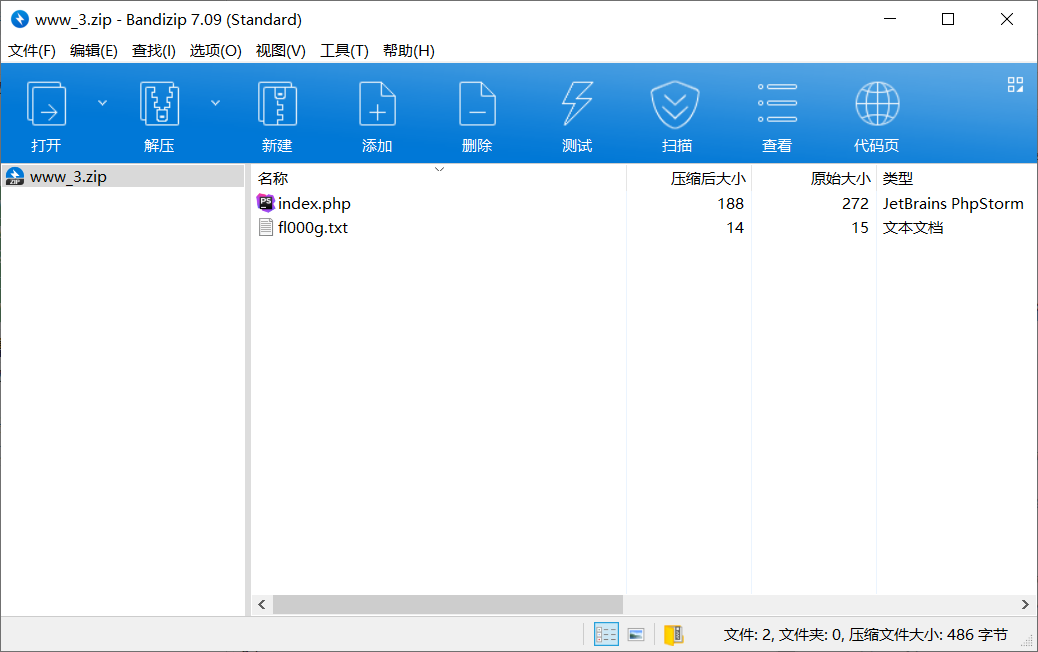 www_3.zip - Bandizip 7.09 (Standard)
文件(F) 编辑(E) 查找(I) 选项(O) 视图(V) 工具(T) 帮助(H)
打开 解压 新建 添加 删除 测试 扫描 查看 代码页
ZIP www_3.zip
名称 压缩后大小 原始大小 类型
PS index.php 188 272 JetBrains PhpStorm
fl000g.txt 14 15 文本文档
文件: 2, 文件夹: 0, 压缩文件大小: 486 字节